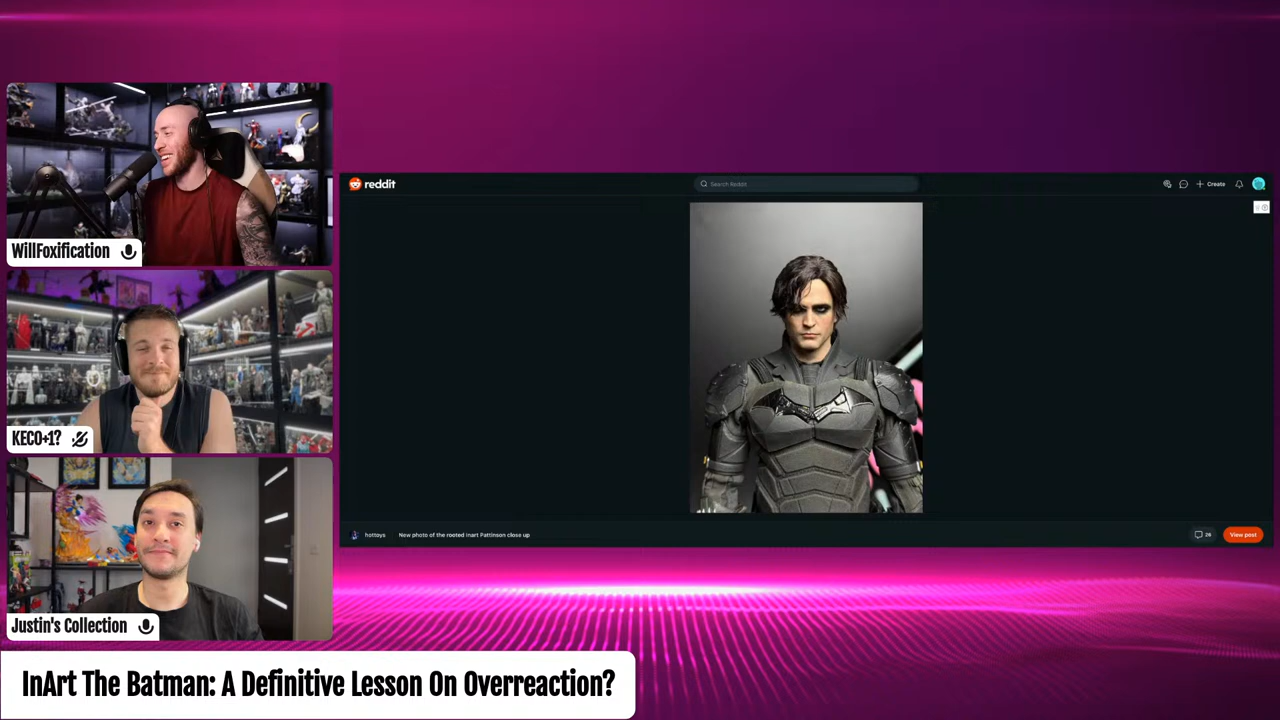 WillFoxification
KECO+1?
Justin's Collection
reddit
Search Reddit
Create
hottoys
New photo of the rooted Inart Pattinson close up
26
View post
InArt The Batman: A Definitive Lesson On Overreaction?